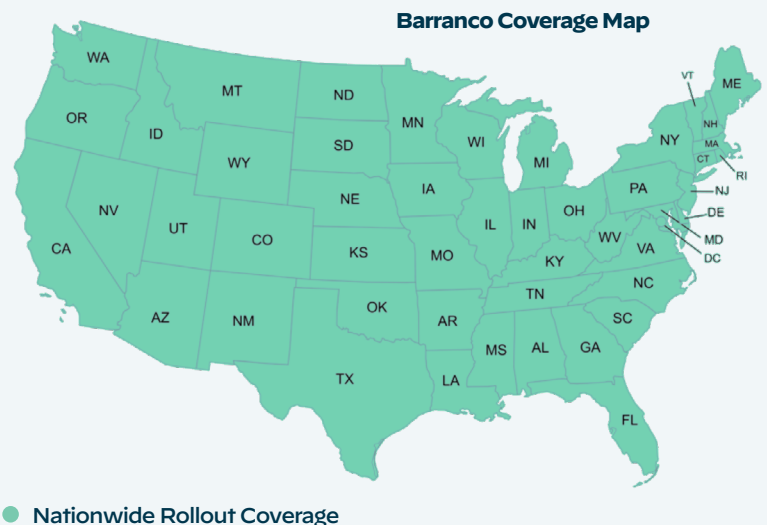 Barranco Coverage Map
WA
MT
ND
MN
VT
ME
OR
ID
SD
WI
MI
NY
NH
MA
CT
RI
WY
NE
IA
PA
NJ
NV
UT
CO
KS
MO
IL
IN
OH
WV
VA
DE
MD
DC
CA
KY
NC
AZ
NM
OK
AR
TN
SC
TX
LA
MS
AL
GA
FL
Nationwide Rollout Coverage